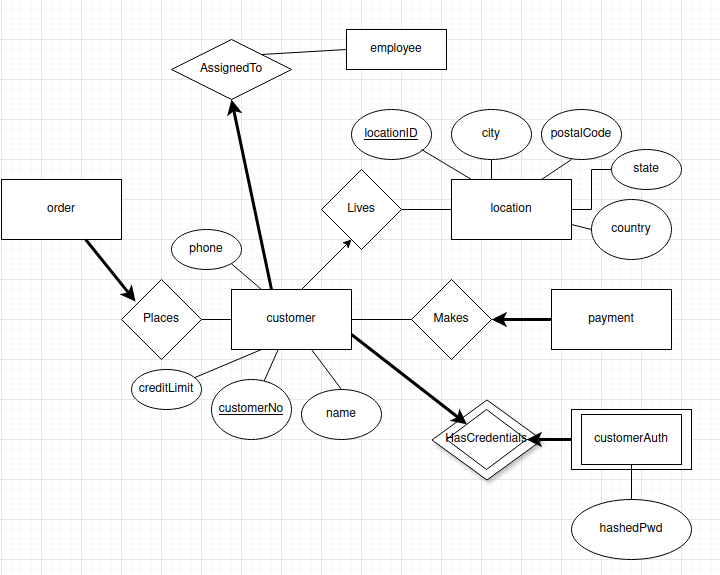 employee
AssignedTo
locationID
city
postalCode
state
order
Lives
location
country
phone
Places
customer
Makes
payment
creditLimit
customerNo
name
HasCredentials
customerAuth
hashedPwd